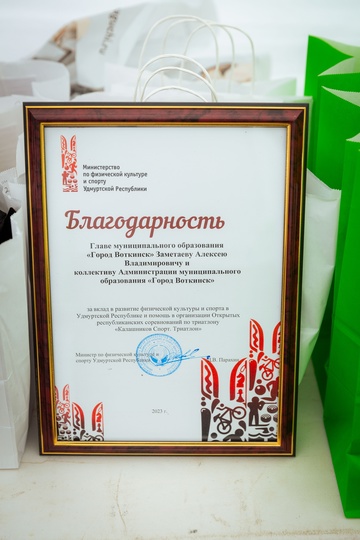 Министерство
по физической культуре
и спорту
Удмуртской Республики
Благодарность
Главе муниципального образования
«Город Воткинск» Заметаеву Алексею
Владимировичу и
коллективу Администрации муниципального
образования «Город Воткинск»
за вклад в развитие физической культуры и спорта в
Удмуртской Республике и помощь в организации Открытых
республиканских соревнований по триатлону
«Калашников Спорт. Триатлон»
Министр по физической культуре и
спорту Удмуртской Республики
2023 г.